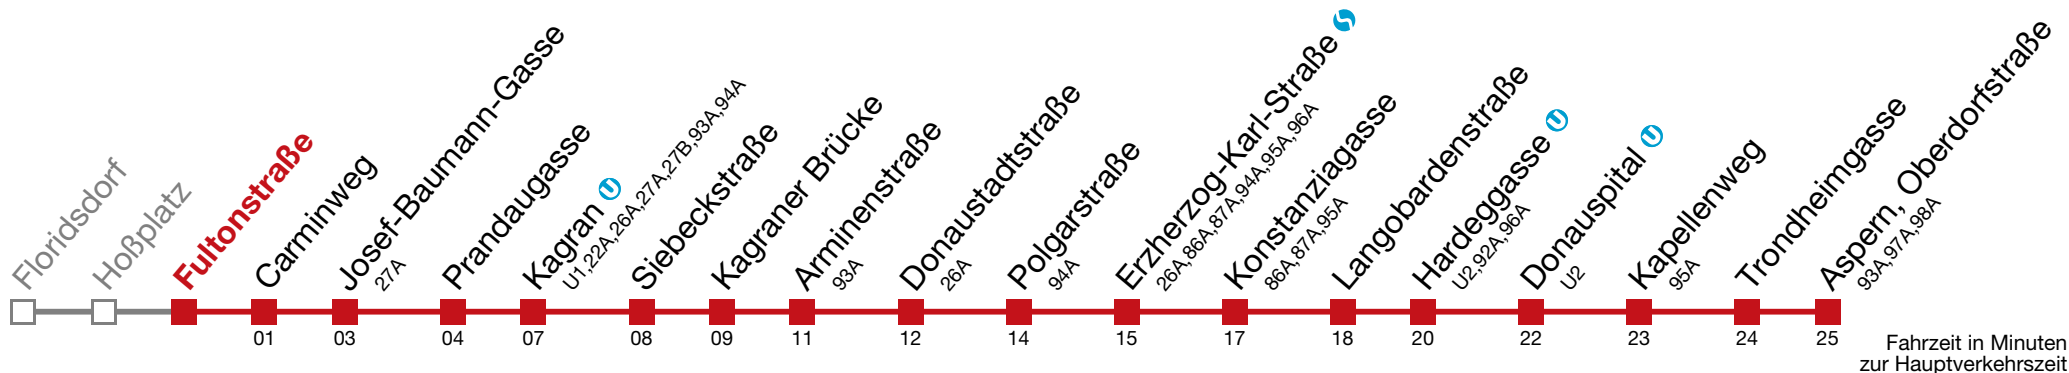 Floridsdorf
Hoßplatz
Fultonstraße
Carminweg
01
Josef-Baumann-Gasse
27A
03
Prandaugasse
04
Kagran U
U1,22A,26A,27A,27B,93A,94A
07
Siebeckstraße
08
Kagraner Brücke
09
Arminenstraße
93A
11
Donaustadtstraße
26A
12
Polgarstraße
94A
14
Erzherzog-Karl-Straße S
26A,86A,87A,94A,95A,96A
15
Konstanziagasse
86A,87A,95A
17
Langobardenstraße
18
Hardeggasse U
U2,92A,96A
20
Donauspital U
U2
22
Kapellenweg
95A
23
Trondheimgasse
24
Aspern, Oberdorfstraße
93A,97A,98A
25
Fahrzeit in Minuten
zur Hauptverkehrszeit